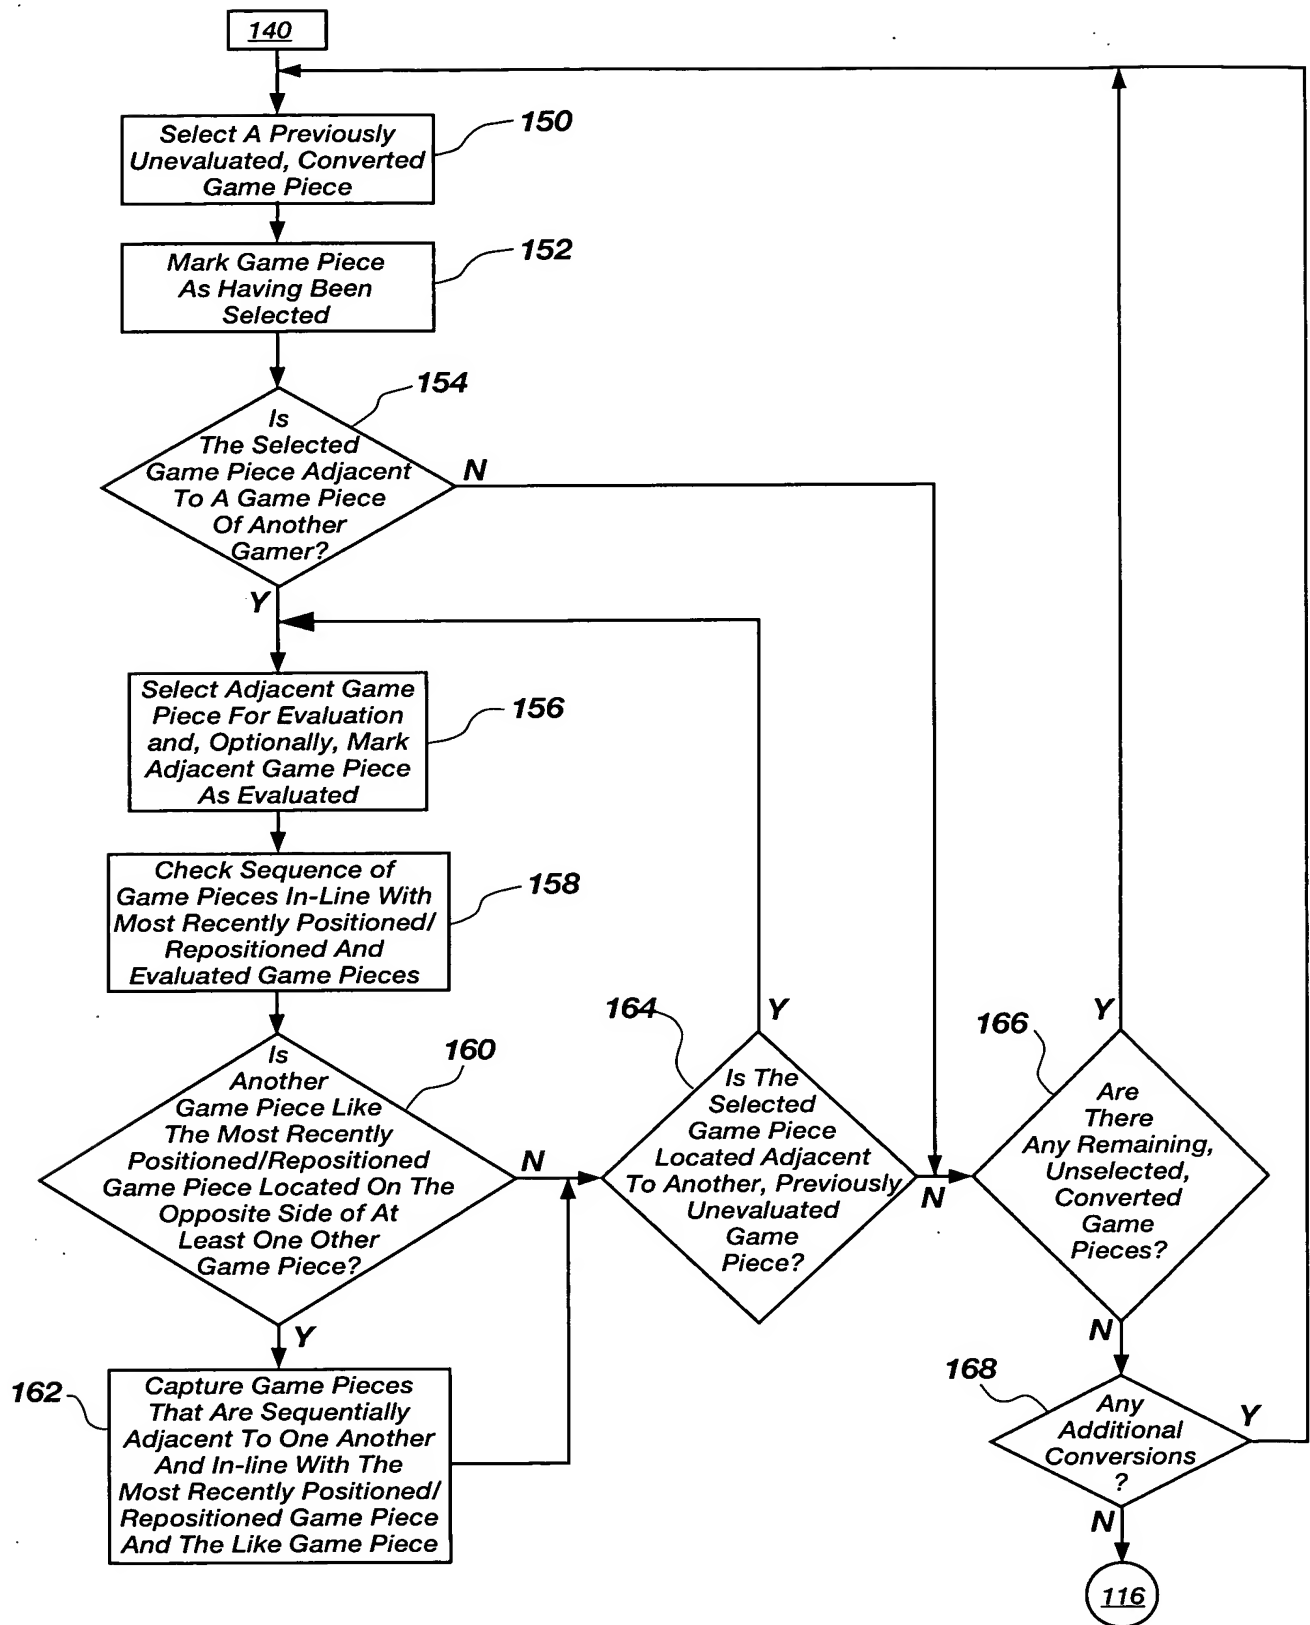 140
Select A Previously
Unevaluated, Converted
Game Piece
150
Mark Game Piece
As Having Been
Selected
152
Is
The Selected
Game Piece Adjacent
To A Game Piece
Of Another
Gamer?
154
N
Y
Select Adjacent Game
Piece For Evaluation
and, Optionally, Mark
Adjacent Game Piece
As Evaluated
156
Check Sequence of
Game Pieces In-Line With
Most Recently Positioned/
Repositioned And
Evaluated Game Pieces
158
Is
Another
Game Piece Like
The Most Recently
Positioned/Repositioned
Game Piece Located On The
Opposite Side of At
Least One Other
Game Piece?
160
N
Y
162
Capture Game Pieces
That Are Sequentially
Adjacent To One Another
And In-line With The
Most Recently Positioned/
Repositioned Game Piece
And The Like Game Piece
164
Y
Is The
Selected
Game Piece
Located Adjacent
To Another, Previously
Unevaluated
Game
Piece?
N
166
Y
Are
There
Any Remaining,
Unselected,
Converted
Game
Pieces?
N
168
Any
Additional
Conversions
?
Y
N
116